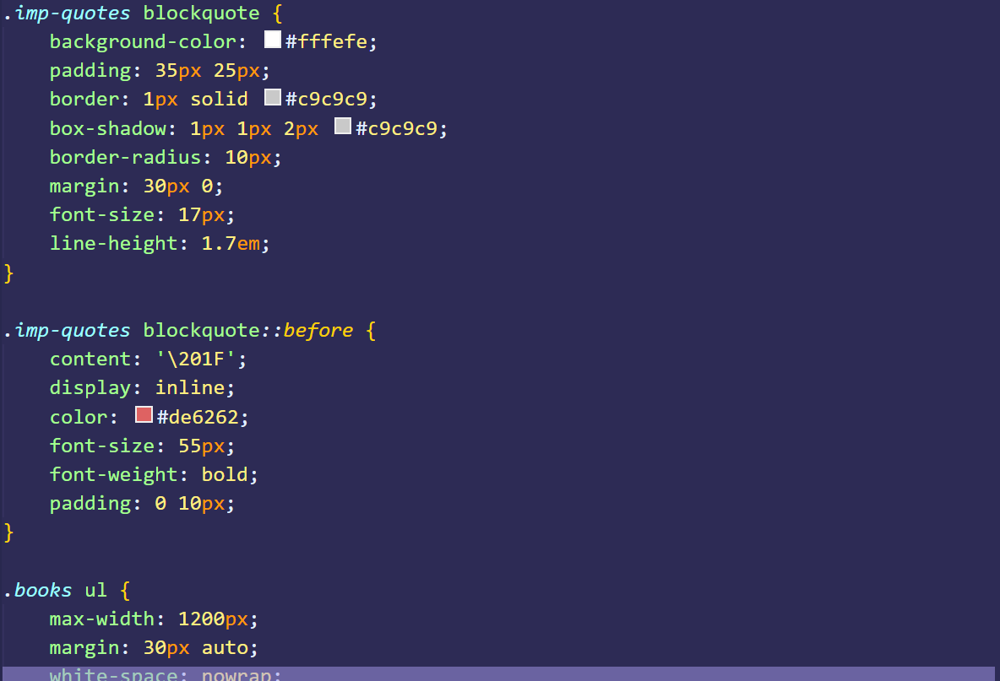 .imp-quotes blockquote {
    background-color: #fffefe;
    padding: 35px 25px;
    border: 1px solid #c9c9c9;
    box-shadow: 1px 1px 2px #c9c9c9;
    border-radius: 10px;
    margin: 30px 0;
    font-size: 17px;
    line-height: 1.7em;
}

.imp-quotes blockquote::before {
    content: '\201F';
    display: inline;
    color: #de6262;
    font-size: 55px;
    font-weight: bold;
    padding: 0 10px;
}

.books ul {
    max-width: 1200px;
    margin: 30px auto;
    white-space: nowrap;